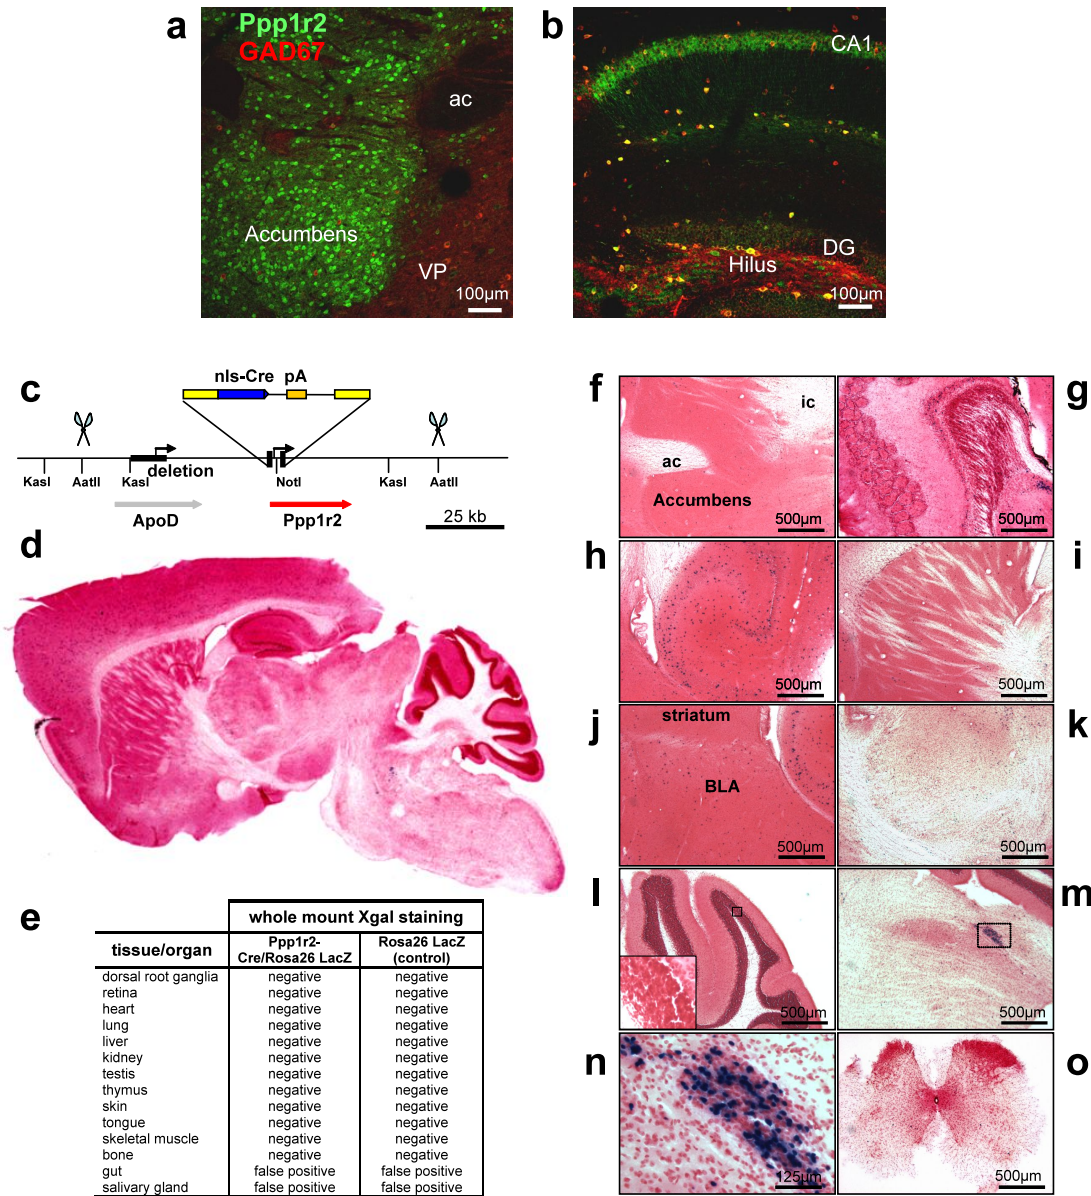 a
Ppp1r2
GAD67
ac
Accumbens
VP
100µm
b
CA1
DG
Hilus
100µm
c
nls-Cre pA
deletion
KasI AatII KasI NotI KasI AatII
ApoD Ppp1r2
25 kb
d
e
whole mount Xgal staining
tissue/organ Ppp1r2-Cre/Rosa26 LacZ Rosa26 LacZ (control)
dorsal root ganglia negative negative
retina negative negative
heart negative negative
lung negative negative
liver negative negative
kidney negative negative
testis negative negative
thymus negative negative
skin negative negative
tongue negative negative
skeletal muscle negative negative
bone negative negative
gut false positive false positive
salivary gland false positive false positive
f
ic
ac
Accumbens
500µm
g
500µm
h
500µm
i
500µm
j
striatum
BLA
500µm
k
500µm
l
500µm
m
500µm
n
125µm
o
500µm